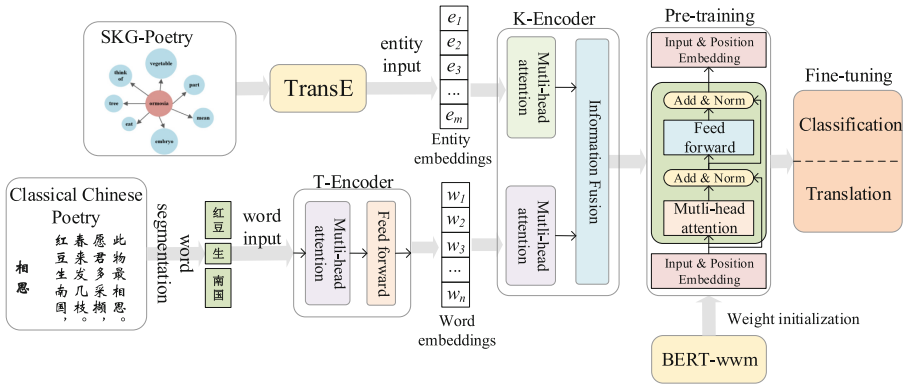 SKG-Poetry
think of
vegetable
part
tree
ormosia
mean
eat
embryo
TransE
entity input
e1
e2
e3
...
em
Entity embeddings
K-Encoder
Mutli-head attention
Mutli-head attention
Information Fusion
Pre-training
Input & Position Embedding
Add & Norm
Feed forward
Add & Norm
Mutli-head attention
Input & Position Embedding
Fine-tuning
Classification
Translation
Classical Chinese Poetry
相思
红豆生南国，
春来发几枝。
愿君多采撷，
此物最相思。
word segmentation
红豆
生
南国
word input
T-Encoder
Mutli-head attention
Feed forward
w1
w2
w3
...
wn
Word embeddings
Weight initialization
BERT-wwm